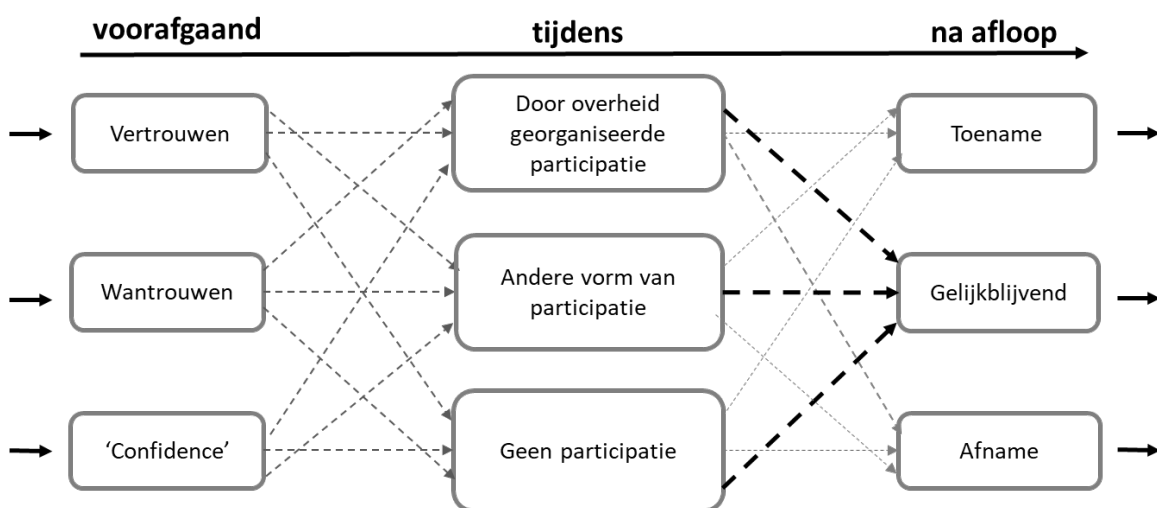 voorafgaand
tijdens
na afloop
Vertrouwen
Door overheid
georganiseerde
participatie
Toename
Wantrouwen
Andere vorm van
participatie
Gelijkblijvend
‘Confidence’
Geen participatie
Afname